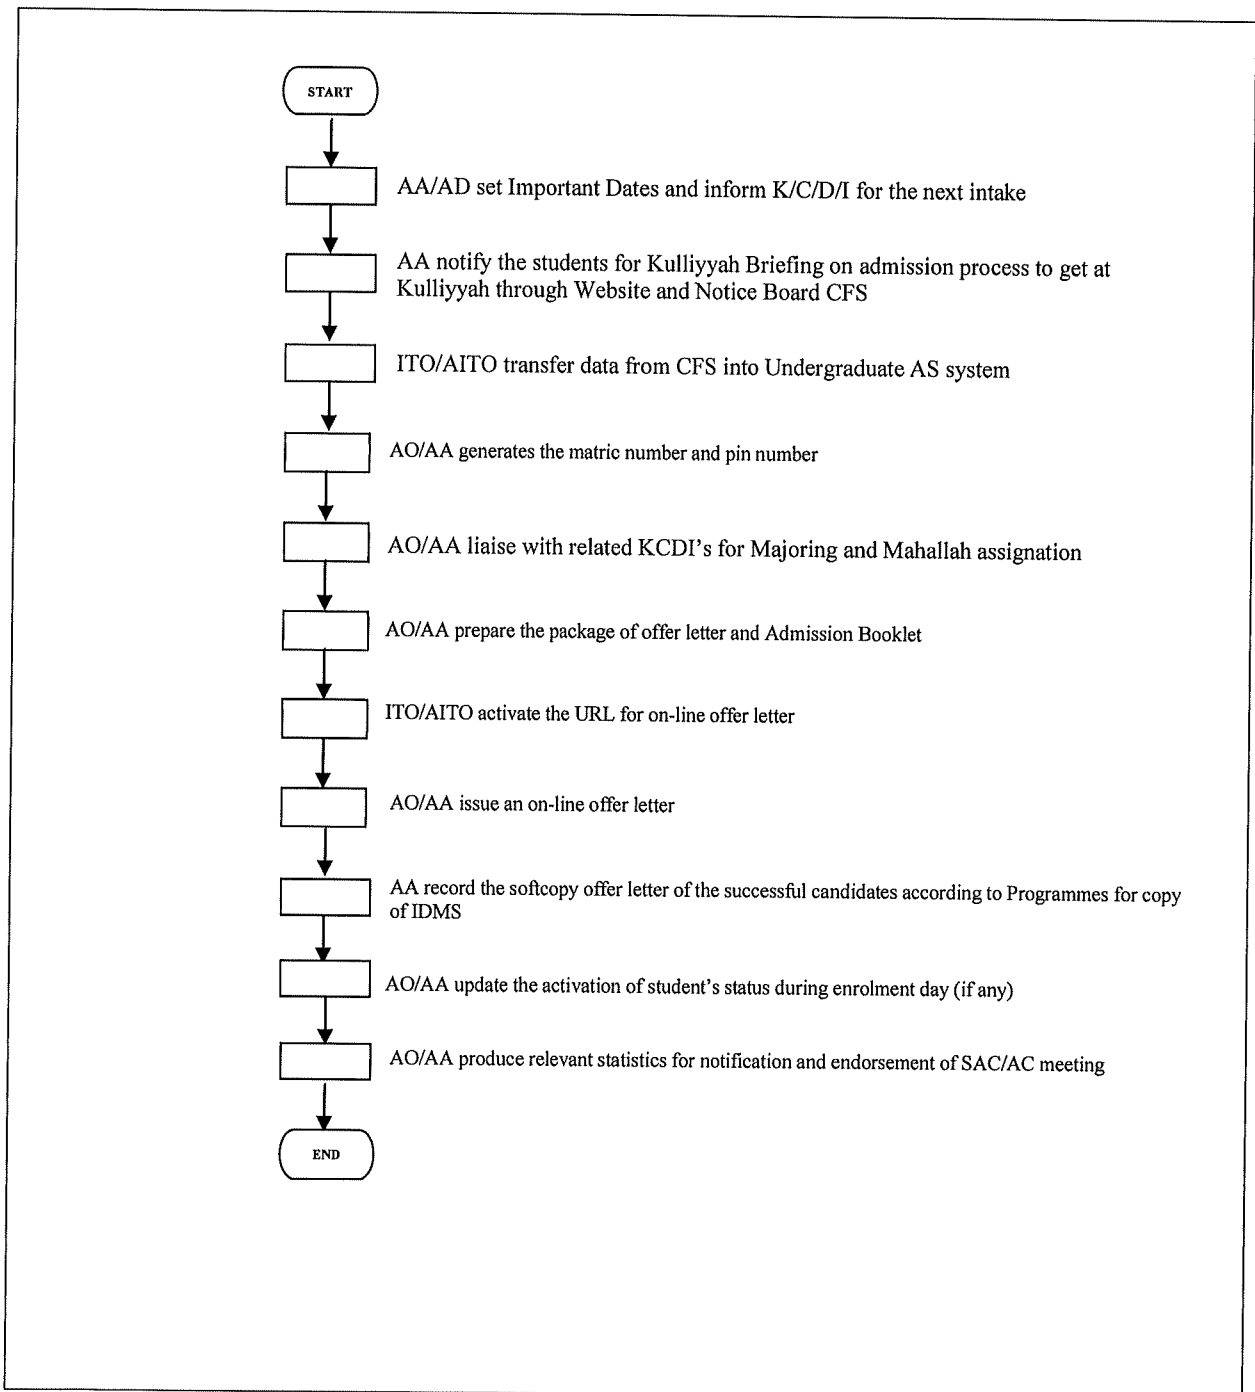 START
AA/AD set Important Dates and inform K/C/D/I for the next intake
AA notify the students for Kulliyyah Briefing on admission process to get at
Kulliyyah through Website and Notice Board CFS
ITO/AITO transfer data from CFS into Undergraduate AS system
AO/AA generates the matric number and pin number
AO/AA liaise with related KCDI's for Majoring and Mahallah assignation
AO/AA prepare the package of offer letter and Admission Booklet
ITO/AITO activate the URL for on-line offer letter
AO/AA issue an on-line offer letter
AA record the softcopy offer letter of the successful candidates according to Programmes for copy
of IDMS
AO/AA update the activation of student's status during enrolment day (if any)
AO/AA produce relevant statistics for notification and endorsement of SAC/AC meeting
END